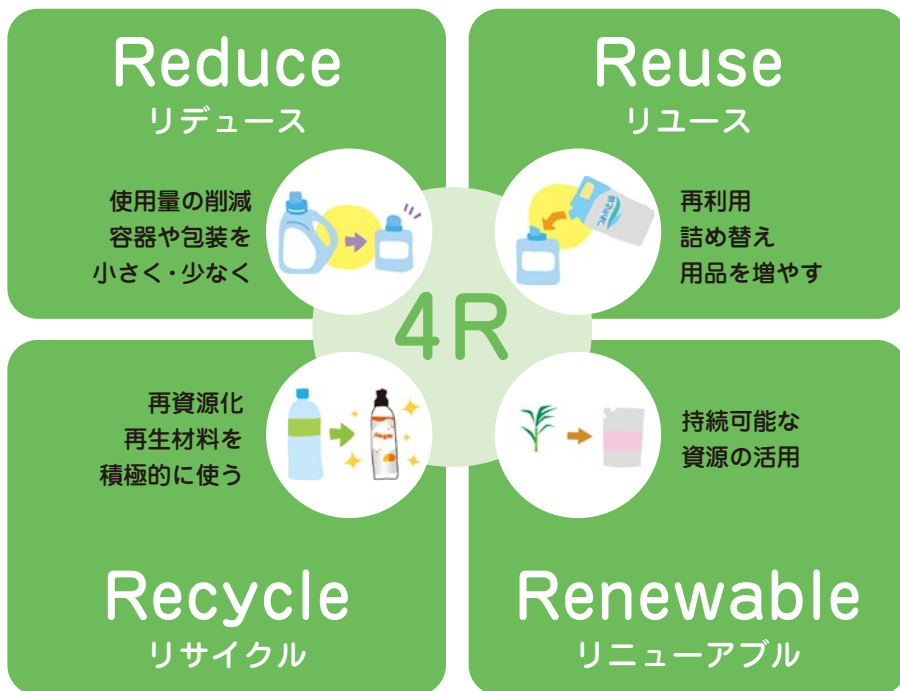 Reduce
リデュース
使用量の削減
容器や包装を
小さく・少なく
Reuse
リユース
再利用
詰め替え
用品を増やす
4R
再資源化
再生材料を
積極的に使う
Recycle
リサイクル
持続可能な
資源の活用
Renewable
リニューアブル